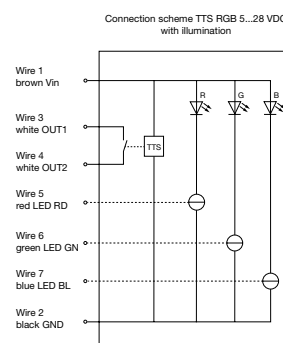 Connection scheme TTS RGB 5...28 VDC
with illumination
Wire 1
brown Vin
R
G
B
Wire 3
white OUT1
TTS
Wire 4
white OUT2
Wire 5
red LED RD
Wire 6
green LED GN
Wire 7
blue LED BL
Wire 2
black GND